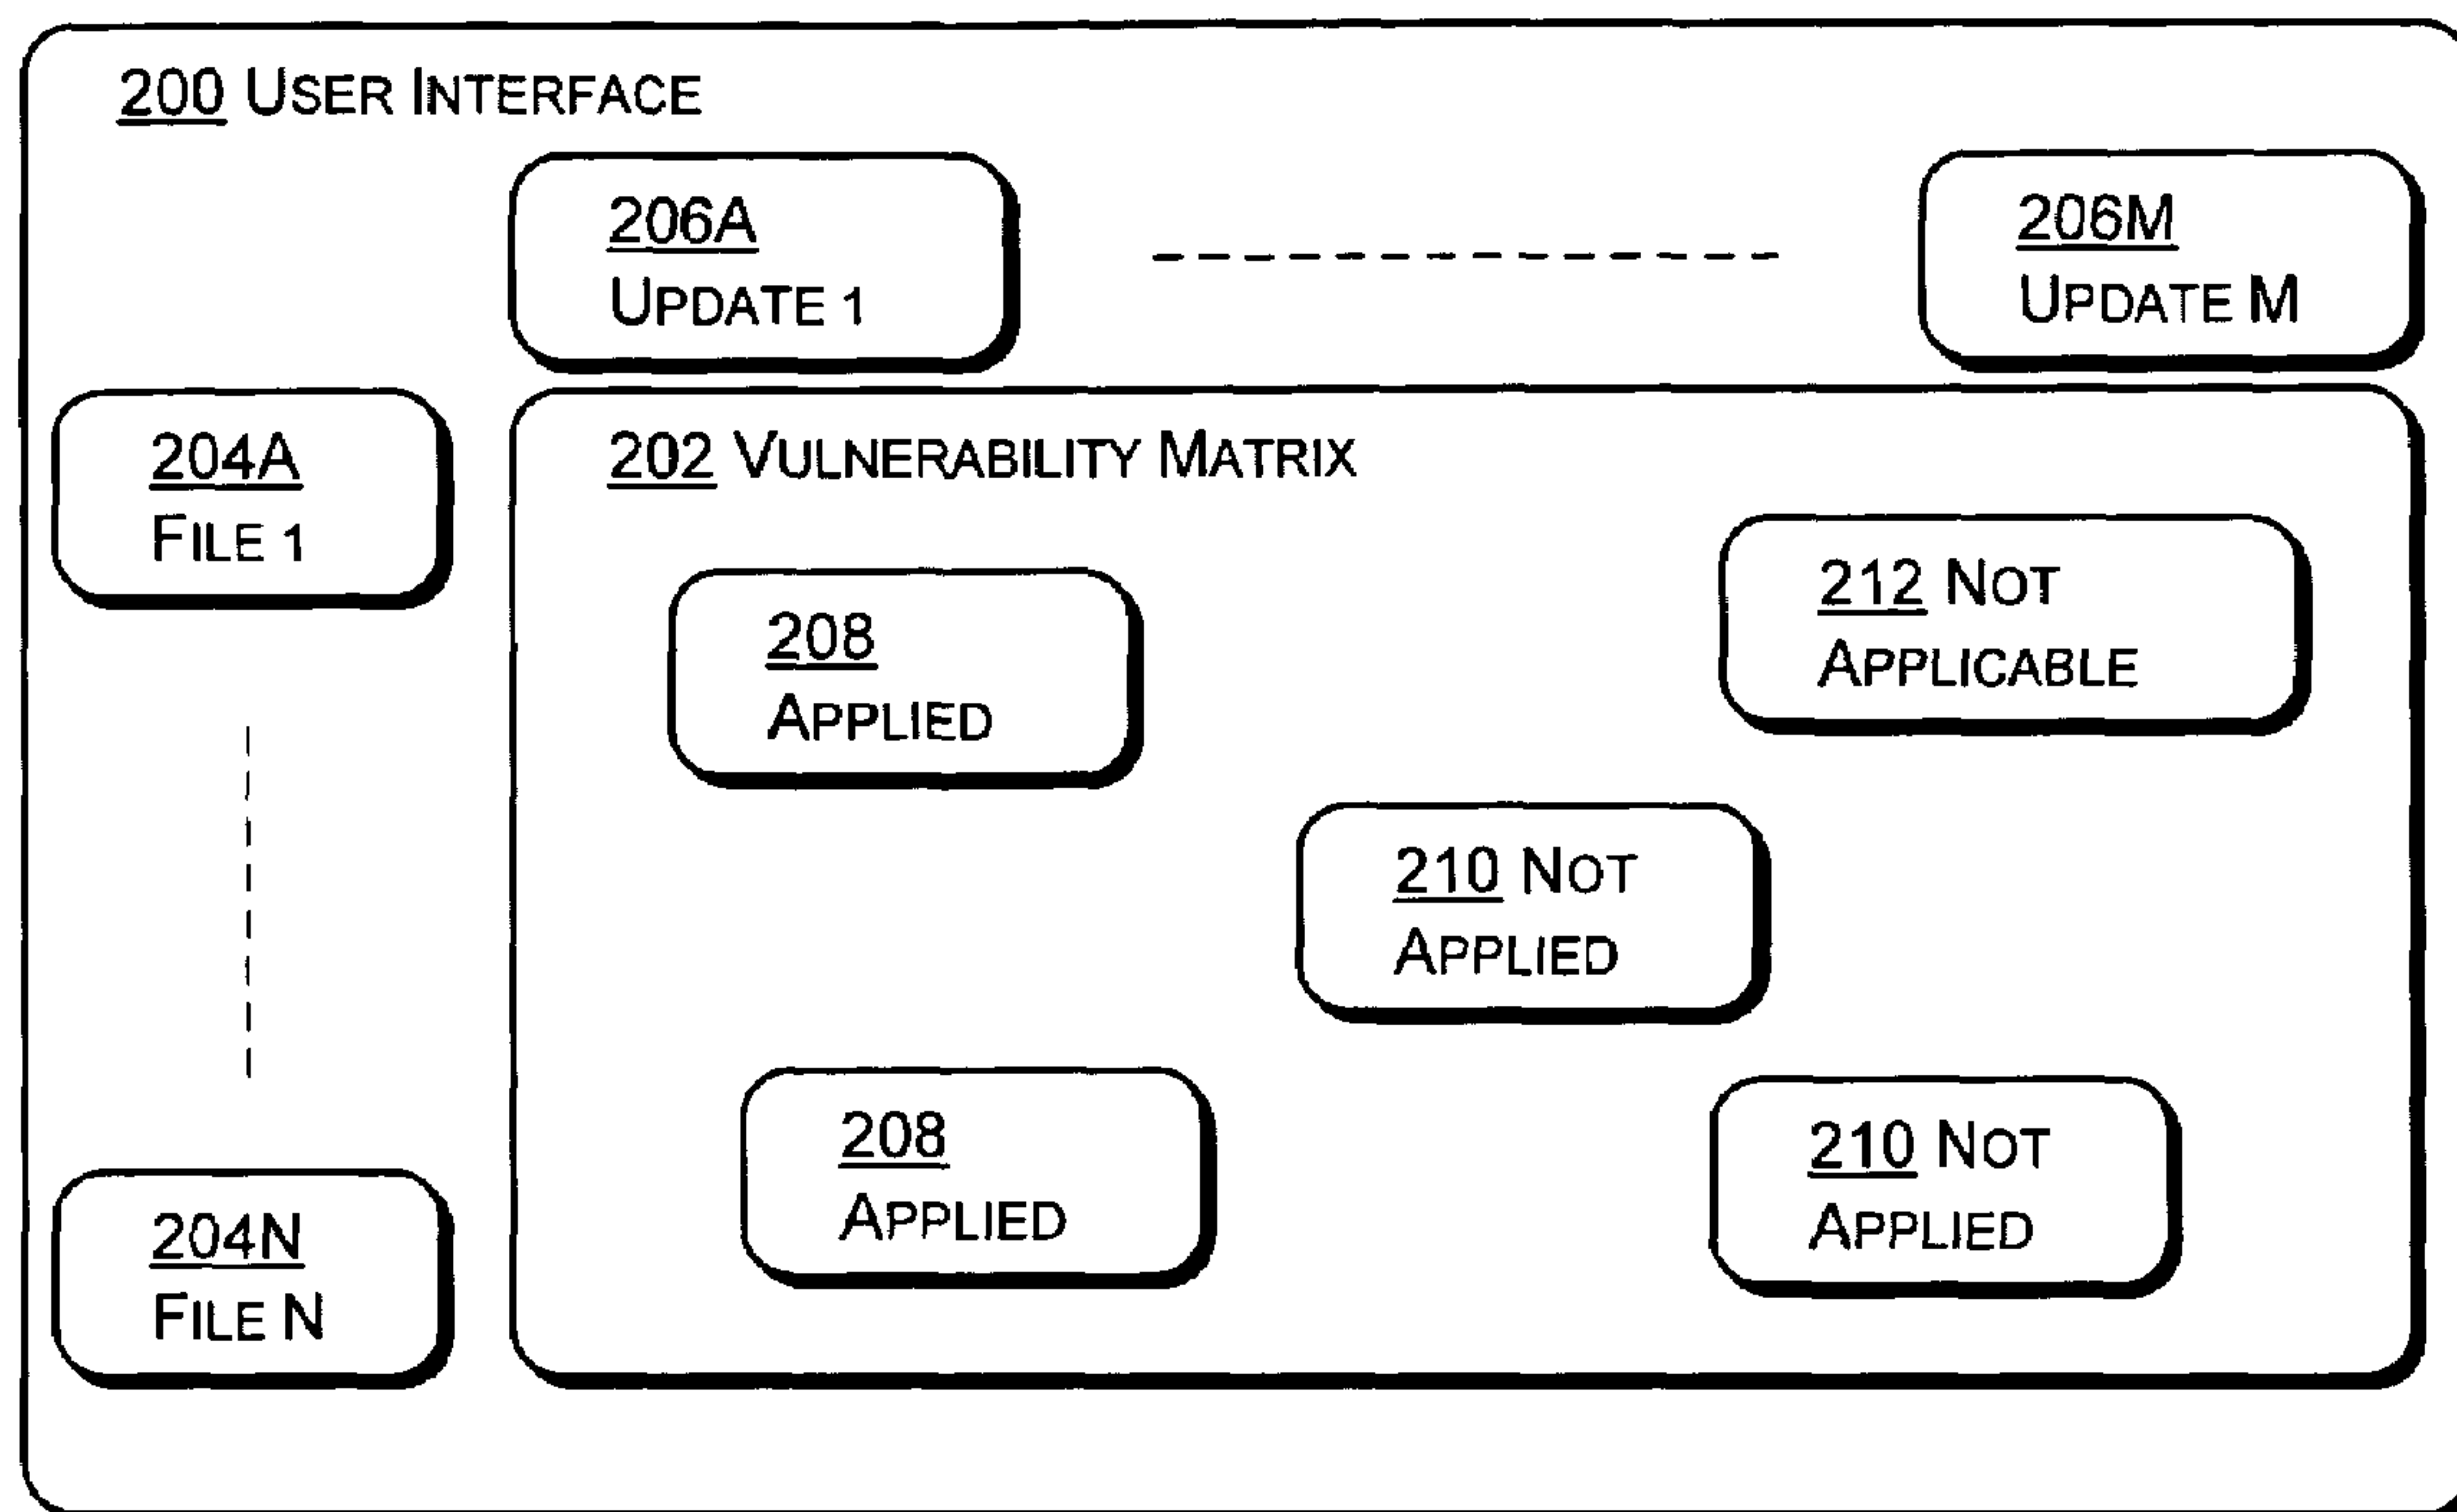 200 USER INTERFACE
206A
UPDATE 1
206M
UPDATE M
204A
FILE 1
202 VULNERABILITY MATRIX
208
APPLIED
212 NOT
APPLICABLE
210 NOT
APPLIED
208
APPLIED
210 NOT
APPLIED
204N
FILE N